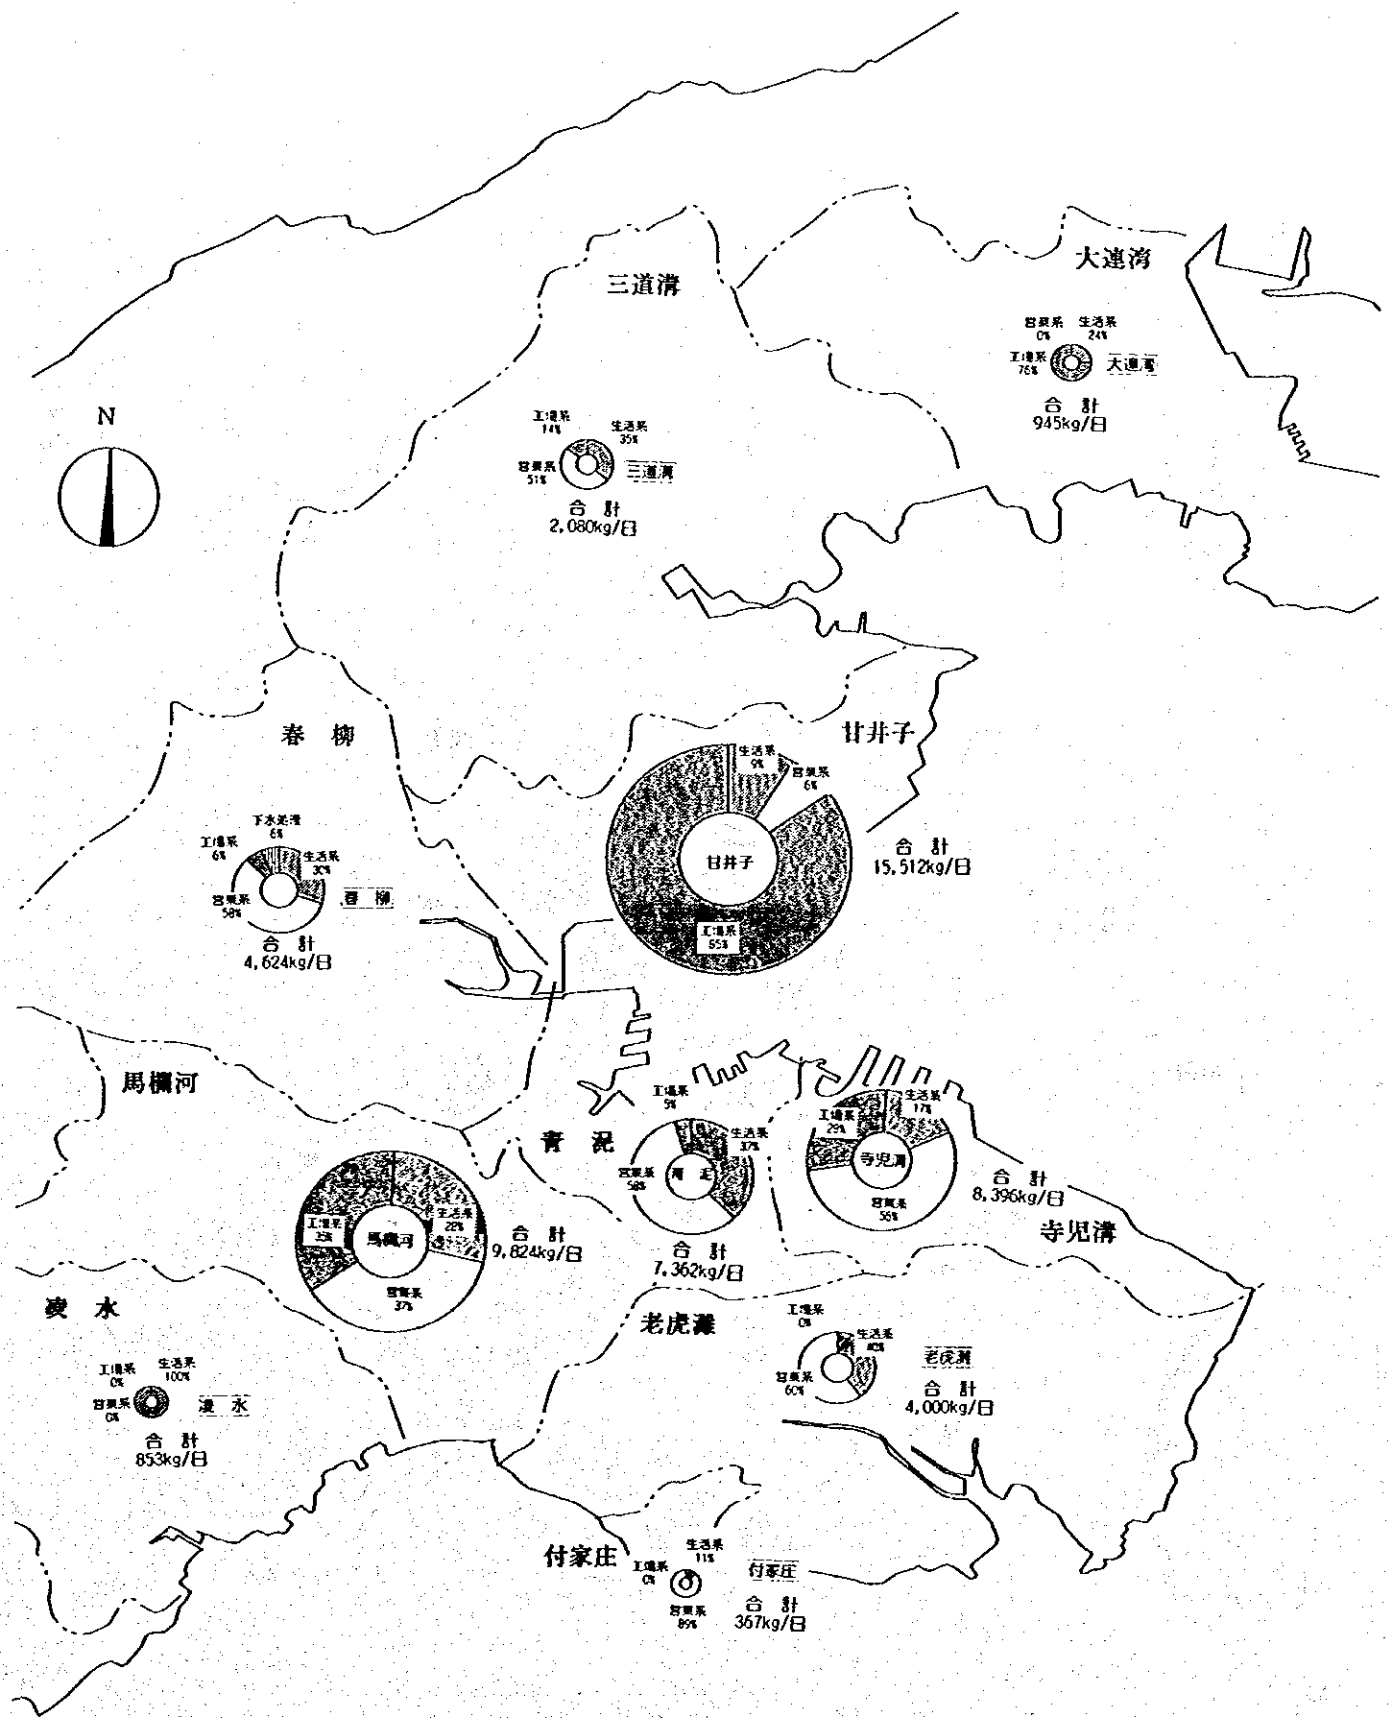 大連湾
三道溝
営業系 生活系
0% 24%
工場系
76%
大連湾
合 計
945kg/日
N
工場系
14%
生活系
35%
営業系
51%
三道溝
合 計
2,080kg/日
春 柳
甘井子
生活系
9%
営業系
6%
甘井子
工場系
85%
合 計
15,512kg/日
下水処理
6%
工場系
6%
生活系
30%
営業系
58%
春 柳
合 計
4,624kg/日
馬欄河
青 泥
工場系
5%
生活系
37%
営業系
58%
青 泥
合 計
7,362kg/日
生活系
17%
工場系
28%
寺児溝
営業系
56%
合 計
8,396kg/日
寺児溝
工場系
35%
生活系
28%
馬欄河
営業系
37%
合 計
9,824kg/日
凌 水
老虎灘
工場系
0%
生活系
40%
営業系
60%
老虎灘
合 計
4,000kg/日
工場系
0%
生活系
100%
営業系
0%
凌 水
合 計
853kg/日
付家庄
生活系
11%
工場系
0%
営業系
89%
付家庄
合 計
367kg/日